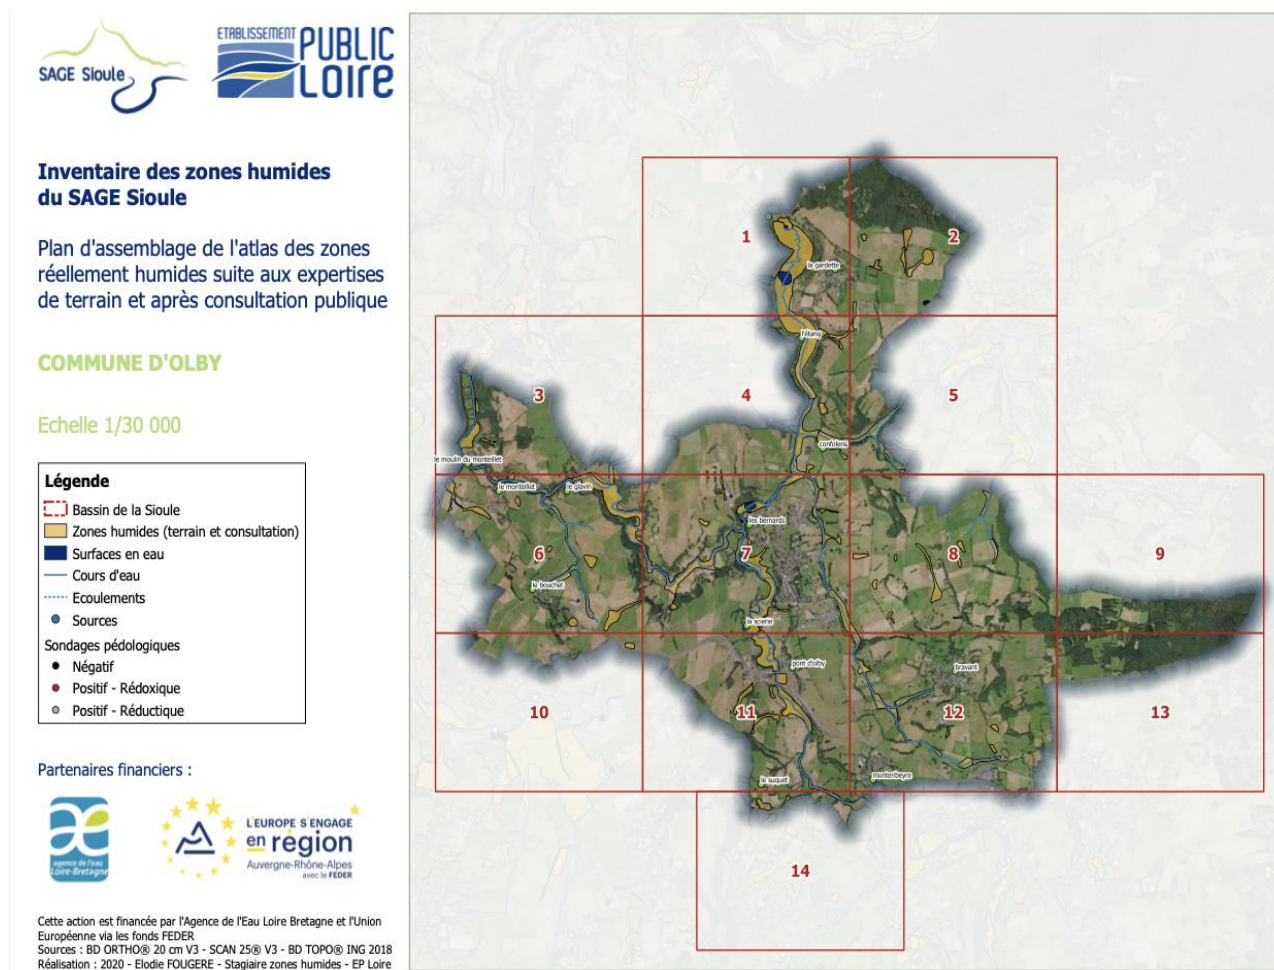 SAGE Sioule
ETABLISSEMENT
PUBLIC
LOIRE
Inventaire des zones humides
du SAGE Sioule
Plan d'assemblage de l'atlas des zones
réellement humides suite aux expertises
de terrain et après consultation publique
COMMUNE D'OLBY
Echelle 1/30 000
Légende
Bassin de la Sioule
Zones humides (terrain et consultation)
Surfaces en eau
Cours d'eau
Ecoulements
Sources
Sondages pédologiques
Négatif
Positif - Rédoxique
Positif - Réductique
Partenaires financiers :
ae
agence de l'eau
Loire-Bretagne
L'EUROPE S'ENGAGE
en région
Auvergne-Rhône-Alpes
avec le FEDER
Cette action est financée par l'Agence de l'Eau Loire Bretagne et l'Union
Européenne via les fonds FEDER
Sources : BD ORTHO® 20 cm V3 - SCAN 25® V3 - BD TOPO® ING 2018
Réalisation : 2020 - Elodie FOUGERE - Stagiaire zones humides - EP Loire
1
2
la gardette
l'étang
3
4
5
confolens
le moulin du monteillet
le monteillet
le glavin
les bernards
6
7
8
9
le bouchet
la scierie
pont d'olby
bravant
10
11
12
13
le suquet
monteribeyre
14